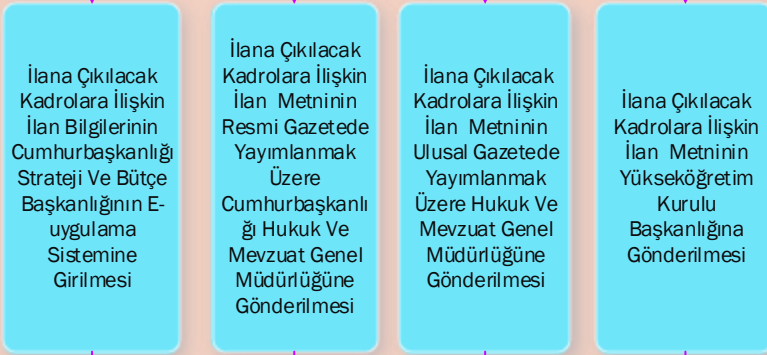 İlana Çıkılacak
Kadrolara İlişkin
İlan Bilgilerinin
Cumhurbaşkanlığı
Strateji Ve Bütçe
Başkanlığının E-
uygulama
Sistemine
Girilmesi
İlana Çıkılacak
Kadrolara İlişkin
İlan  Metninin
Resmi Gazetede
Yayımlanmak
Üzere
Cumhurbaşkanlı
ğı Hukuk Ve
Mevzuat Genel
Müdürlüğüne
Gönderilmesi
İlana Çıkılacak
Kadrolara İlişkin
İlan  Metninin
Ulusal Gazetede
Yayımlanmak
Üzere Hukuk Ve
Mevzuat Genel
Müdürlüğüne
Gönderilmesi
İlana Çıkılacak
Kadrolara İlişkin
İlan  Metninin
Yükseköğretim
Kurulu
Başkanlığına
Gönderilmesi